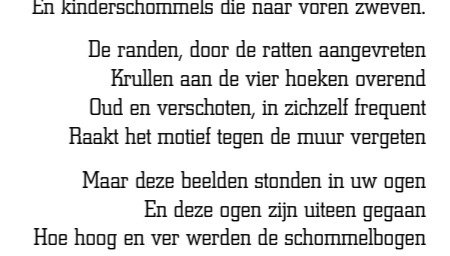 En kinderschommels die naar voren zweven.
De randen, door de ratten aangevreten
Krullen aan de vier hoeken overend
Oud en verschoten, in zichzelf frequent
Raakt het motief tegen de muur vergeten
Maar deze beelden stonden in uw ogen
En deze ogen zijn uiteen gegaan
Hoe hoog en ver werden de schommelbogen